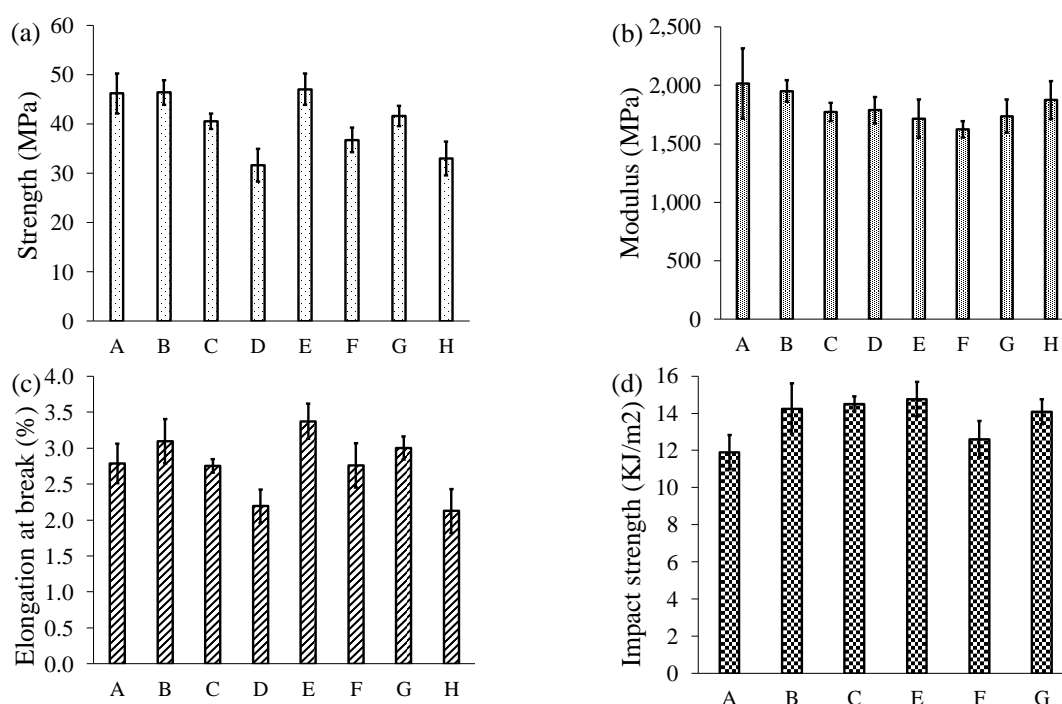 (a)
Strength (MPa)
60
50
40
30
20
10
0
A B C D E F G H
(b)
Modulus (MPa)
2,500
2,000
1,500
1,000
500
0
A B C D E F G H
(c)
Elongation at break (%)
4.0
3.5
3.0
2.5
2.0
1.5
1.0
0.5
0.0
A B C D E F G H
(d)
Impact strength (KJ/m2)
16
14
12
10
8
6
4
2
0
A B C E F G